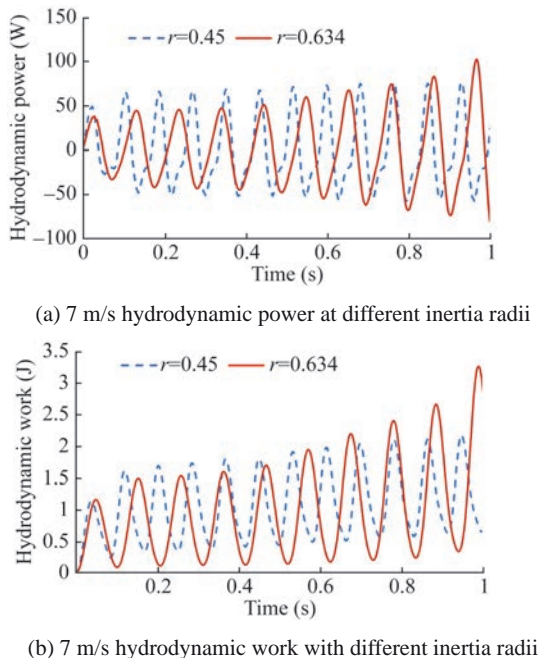 150
r=0.45 r=0.634
100
50
0
−50
−100
Hydrodynamic power (W)
0 0.2 0.4 0.6 0.8 1
Time (s)
(a) 7 m/s hydrodynamic power at different inertia radii
3.5
r=0.45 r=0.634
3
2.5
2
1.5
1
0.5
0
Hydrodynamic work (J)
0.2 0.4 0.6 0.8 1
Time (s)
(b) 7 m/s hydrodynamic work with different inertia radii